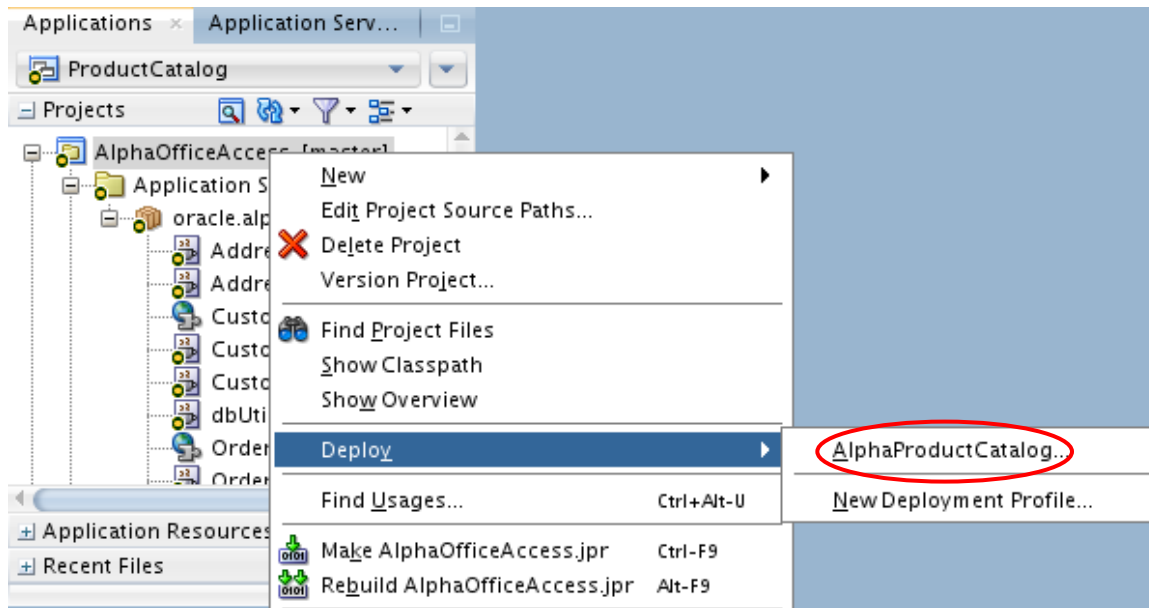 Applications Application Serv...
ProductCatalog
Projects
AlphaOfficeAccess [master]
Application S
oracle.alp
Addre
Addre
Custo
Custo
Custo
dbUti
Order
Order
Application Resources
Recent Files
New
Edit Project Source Paths...
Delete Project
Version Project...
Find Project Files
Show Classpath
Show Overview
Deploy
Find Usages... Ctrl+Alt-U
Make AlphaOfficeAccess.jpr Ctrl-F9
Rebuild AlphaOfficeAccess.jpr Alt-F9
AlphaProductCatalog...
New Deployment Profile...